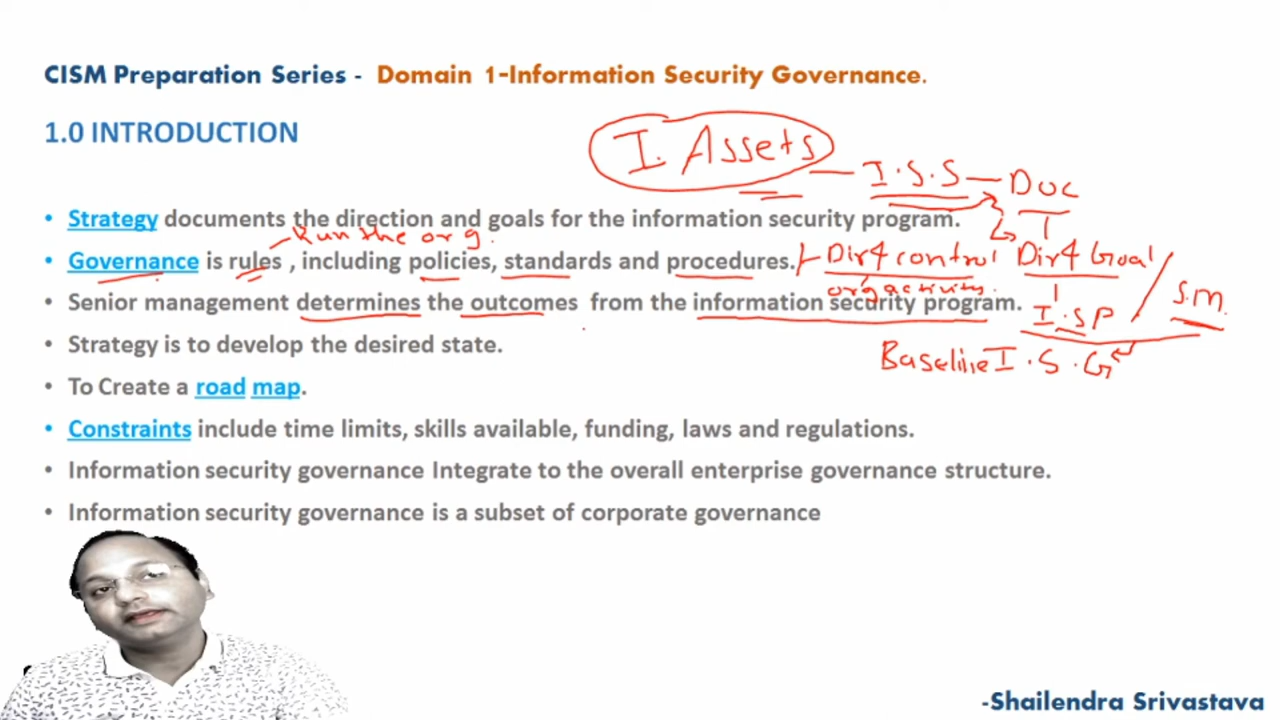 CISM Preparation Series - Domain 1-Information Security Governance.
1.0 INTRODUCTION
I. Assets
I.S.S Doc
• Strategy documents the direction and goals for the information security program.
Run the org.
• Governance is rules , including policies, standards and procedures.
Dir & control Dir & Goal
org activities.
• Senior management determines the outcomes from the information security program.
I.SP S.M.
Baseline I.S.G
• Strategy is to develop the desired state.
• To Create a road map.
• Constraints include time limits, skills available, funding, laws and regulations.
• Information security governance Integrate to the overall enterprise governance structure.
• Information security governance is a subset of corporate governance
-Shailendra Srivastava